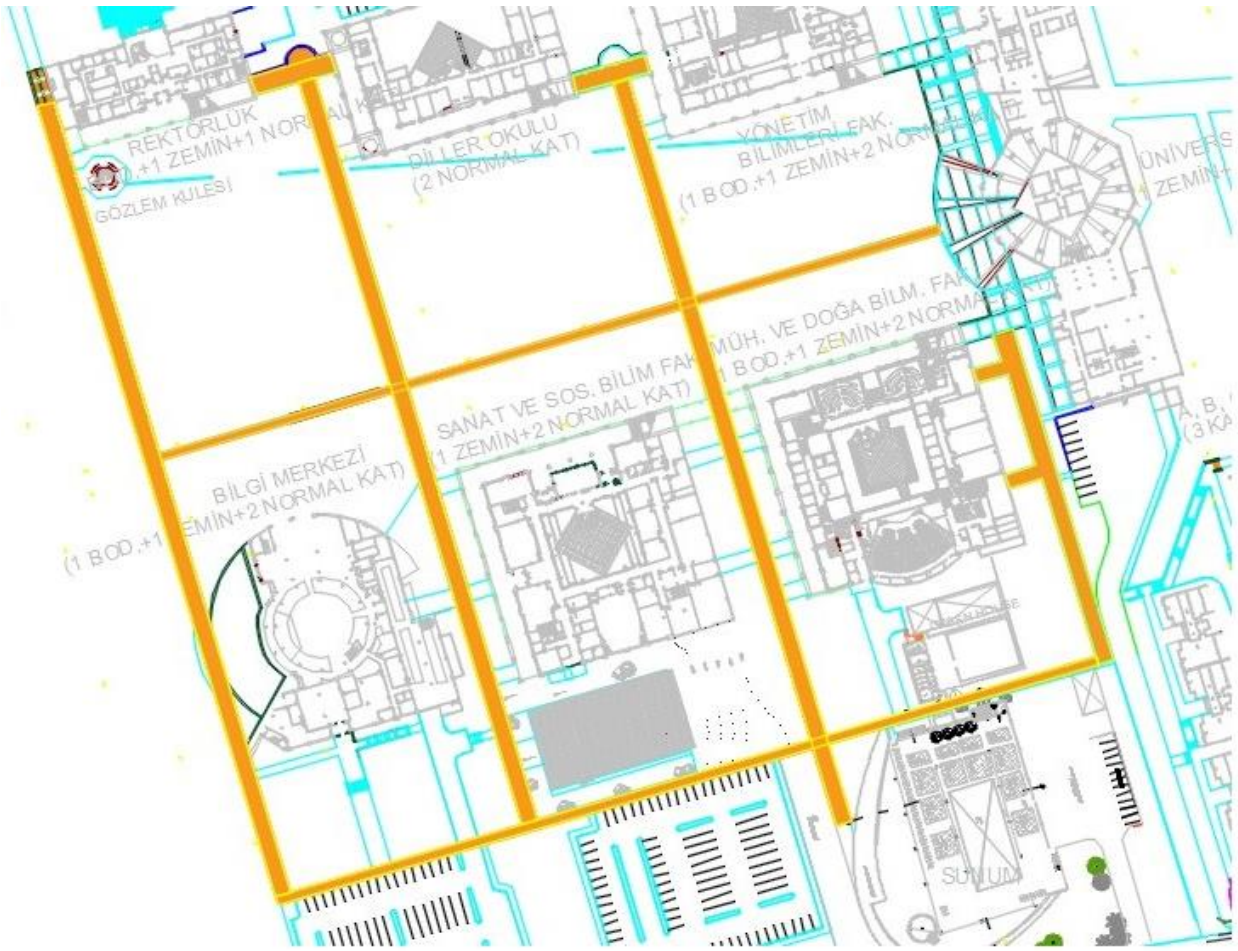 REKTÖRLÜK
.+1 ZEMİN+1 NORMAL KAT
GÖZLEM KULESİ
DİLLER OKULU
(2 NORMAL KAT)
YÖNETİM
BİLİMLERİ FAK.
(1 BOD.+1 ZEMİN+2 NORMAL KAT)
ÜNİVERS
ZEMİN+
BİLGİ MERKEZİ
(1 BOD.+1 ZEMİN+2 NORMAL KAT)
SANAT VE SOS. BİLİM FAK
(1 ZEMİN+2 NORMAL KAT)
MÜH. VE DOĞA BİLM. FAK
1 BOD.+1 ZEMİN+2 NORMAL KAT)
A, B,
(3 KA
SUNUM